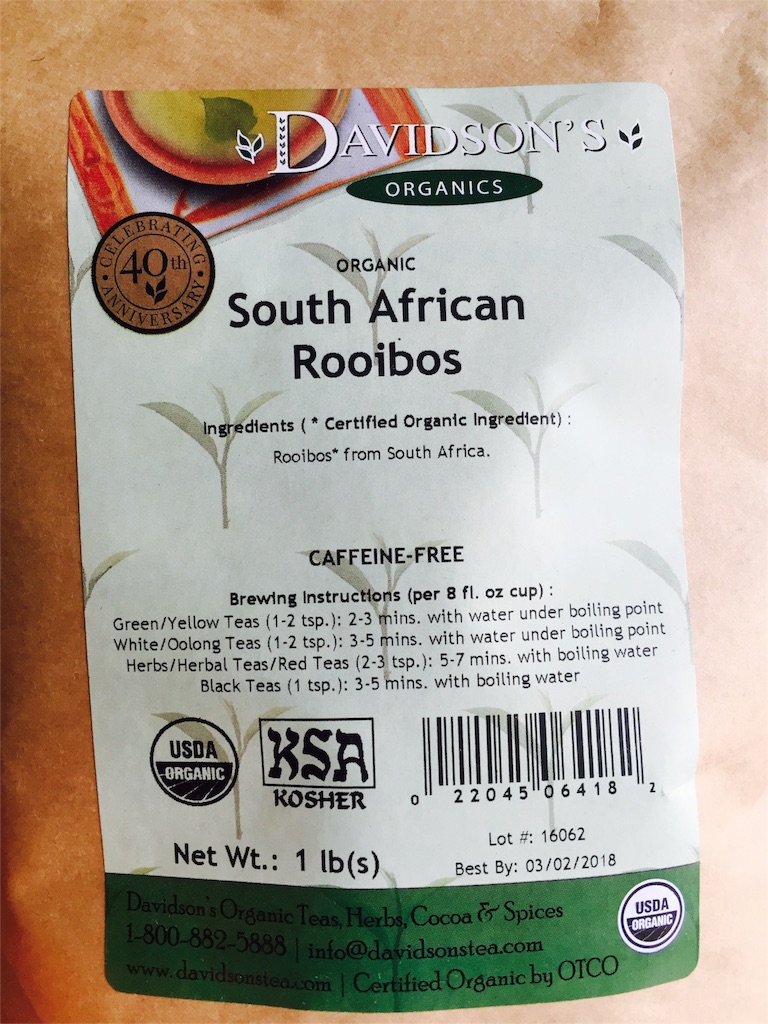 DAVIDSON'S
ORGANICS
CELEBRATING
40th
ANNIVERSARY
ORGANIC
South African
Rooibos
Ingredients ( * Certified Organic Ingredient) :
Rooibos* from South Africa.
CAFFEINE-FREE
Brewing Instructions (per 8 fl. oz cup) :
Green/Yellow Teas (1-2 tsp.): 2-3 mins. with water under boiling point
White/Oolong Teas (1-2 tsp.): 3-5 mins. with water under boiling point
Herbs/Herbal Teas/Red Teas (2-3 tsp.): 5-7 mins. with boiling water
Black Teas (1 tsp.): 3-5 mins. with boiling water
USDA
ORGANIC
KSA
KOSHER
0 22045 06418 2
Net Wt.: 1 lb(s)
Lot #: 16062
Best By: 03/02/2018
Davidson's Organic Teas, Herbs, Cocoa & Spices
1-800-882-5888 | info@davidsonstea.com
www.davidsonstea.com | Certified Organic by OTCO
USDA
ORGANIC